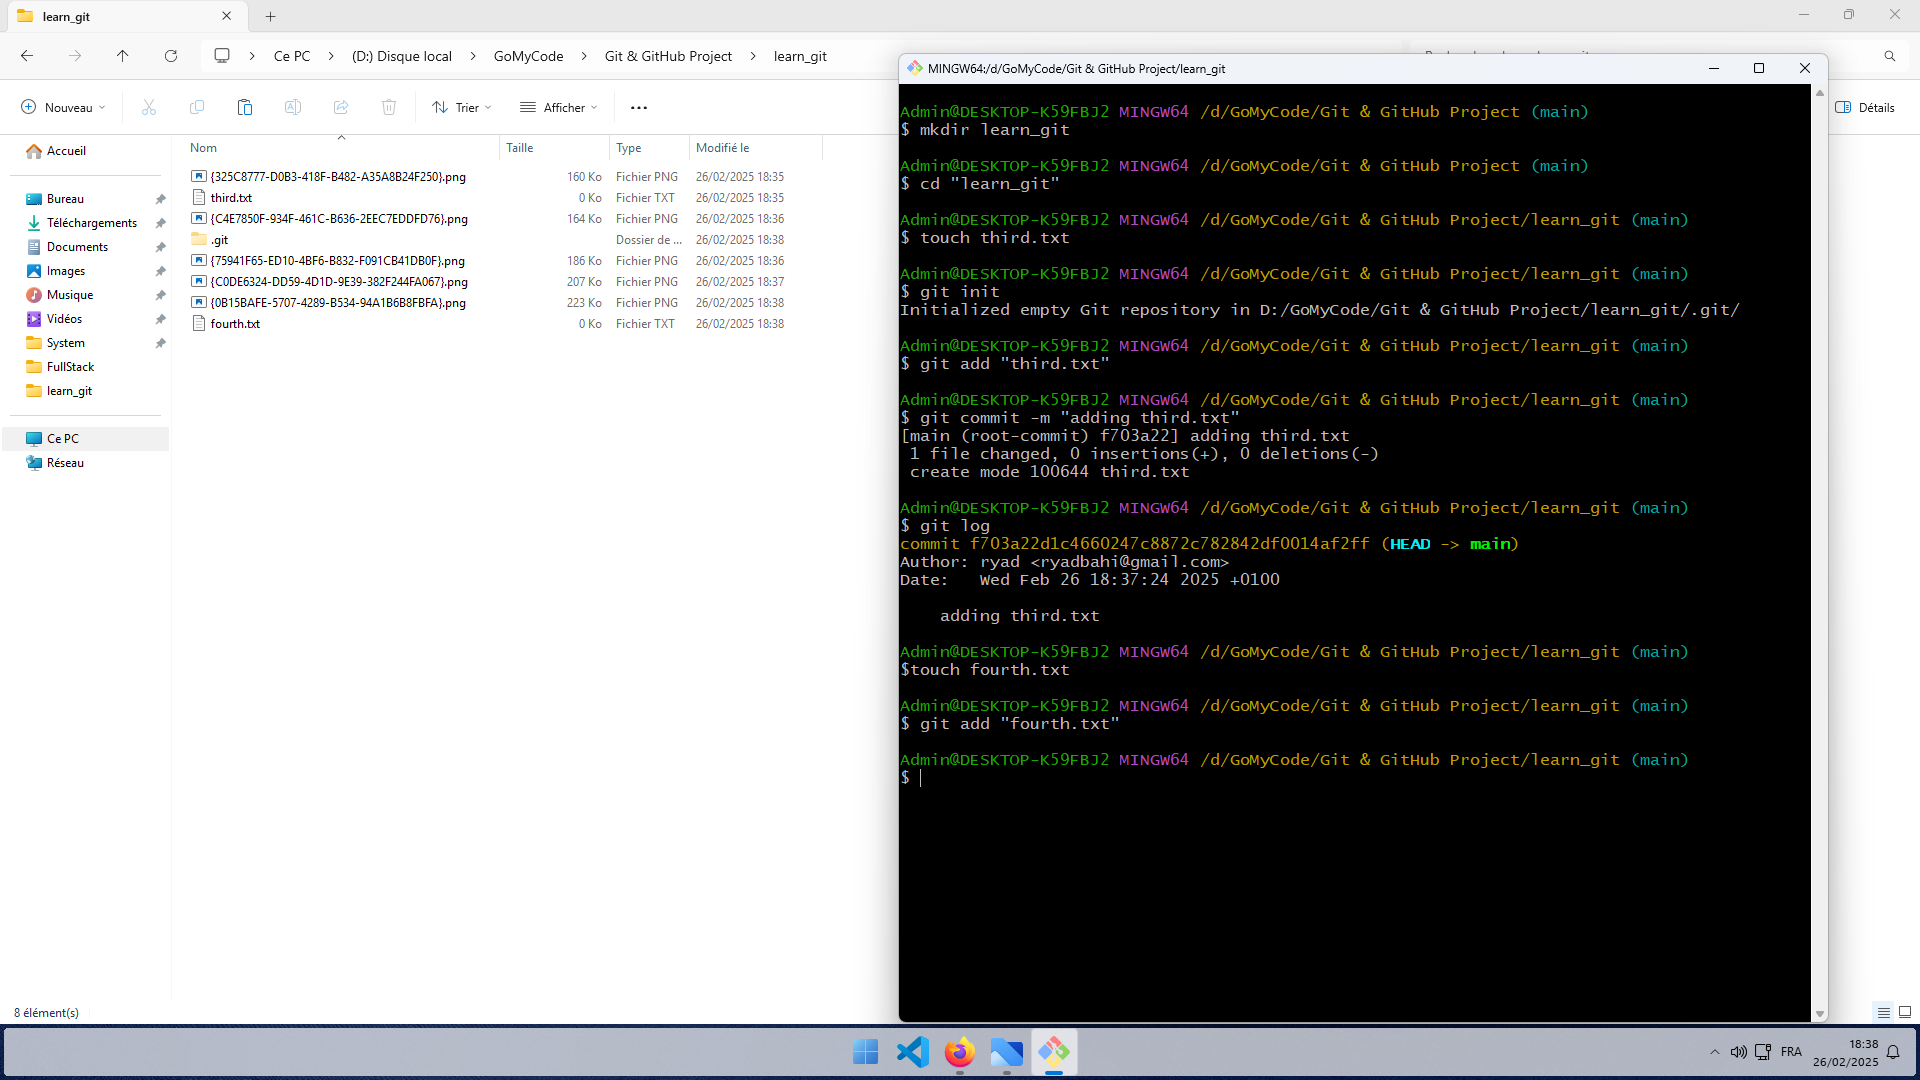 learn_git
Ce PC
(D:) Disque local
GoMyCode
Git & GitHub Project
learn_git
Nouveau
Trier
Afficher
Détails
Accueil
Bureau
Téléchargements
Documents
Images
Musique
Vidéos
System
FullStack
learn_git
Ce PC
Réseau
Nom Taille Type Modifié le
{325C8777-D0B3-418F-B482-A35A8B24F250}.png 160 Ko Fichier PNG 26/02/2025 18:35
third.txt 0 Ko Fichier TXT 26/02/2025 18:35
{C4E7850F-934F-461C-B636-2EEC7EDDFD76}.png 164 Ko Fichier PNG 26/02/2025 18:36
.git Dossier de ... 26/02/2025 18:38
{75941F65-ED10-4BF6-B832-F091CB41DB0F}.png 186 Ko Fichier PNG 26/02/2025 18:36
{C0DE6324-DD59-4D1D-9E39-382F244FA067}.png 207 Ko Fichier PNG 26/02/2025 18:37
{0B15BAFE-5707-4289-B534-94A1B6B8FBFA}.png 223 Ko Fichier PNG 26/02/2025 18:38
fourth.txt 0 Ko Fichier TXT 26/02/2025 18:38
8 élément(s)
MINGW64:/d/GoMyCode/Git & GitHub Project/learn_git
Admin@DESKTOP-K59FBJ2 MINGW64 /d/GoMyCode/Git & GitHub Project (main)
$ mkdir learn_git
Admin@DESKTOP-K59FBJ2 MINGW64 /d/GoMyCode/Git & GitHub Project (main)
$ cd "learn_git"
Admin@DESKTOP-K59FBJ2 MINGW64 /d/GoMyCode/Git & GitHub Project/learn_git (main)
$ touch third.txt
Admin@DESKTOP-K59FBJ2 MINGW64 /d/GoMyCode/Git & GitHub Project/learn_git (main)
$ git init
Initialized empty Git repository in D:/GoMyCode/Git & GitHub Project/learn_git/.git/
Admin@DESKTOP-K59FBJ2 MINGW64 /d/GoMyCode/Git & GitHub Project/learn_git (main)
$ git add "third.txt"
Admin@DESKTOP-K59FBJ2 MINGW64 /d/GoMyCode/Git & GitHub Project/learn_git (main)
$ git commit -m "adding third.txt"
[main (root-commit) f703a22] adding third.txt
1 file changed, 0 insertions(+), 0 deletions(-)
create mode 100644 third.txt
Admin@DESKTOP-K59FBJ2 MINGW64 /d/GoMyCode/Git & GitHub Project/learn_git (main)
$ git log
commit f703a22d1c4660247c8872c782842df0014af2ff (HEAD -> main)
Author: ryad <ryadbahi@gmail.com>
Date: Wed Feb 26 18:37:24 2025 +0100
adding third.txt
Admin@DESKTOP-K59FBJ2 MINGW64 /d/GoMyCode/Git & GitHub Project/learn_git (main)
$touch fourth.txt
Admin@DESKTOP-K59FBJ2 MINGW64 /d/GoMyCode/Git & GitHub Project/learn_git (main)
$ git add "fourth.txt"
Admin@DESKTOP-K59FBJ2 MINGW64 /d/GoMyCode/Git & GitHub Project/learn_git (main)
$
FRA
18:38
26/02/2025